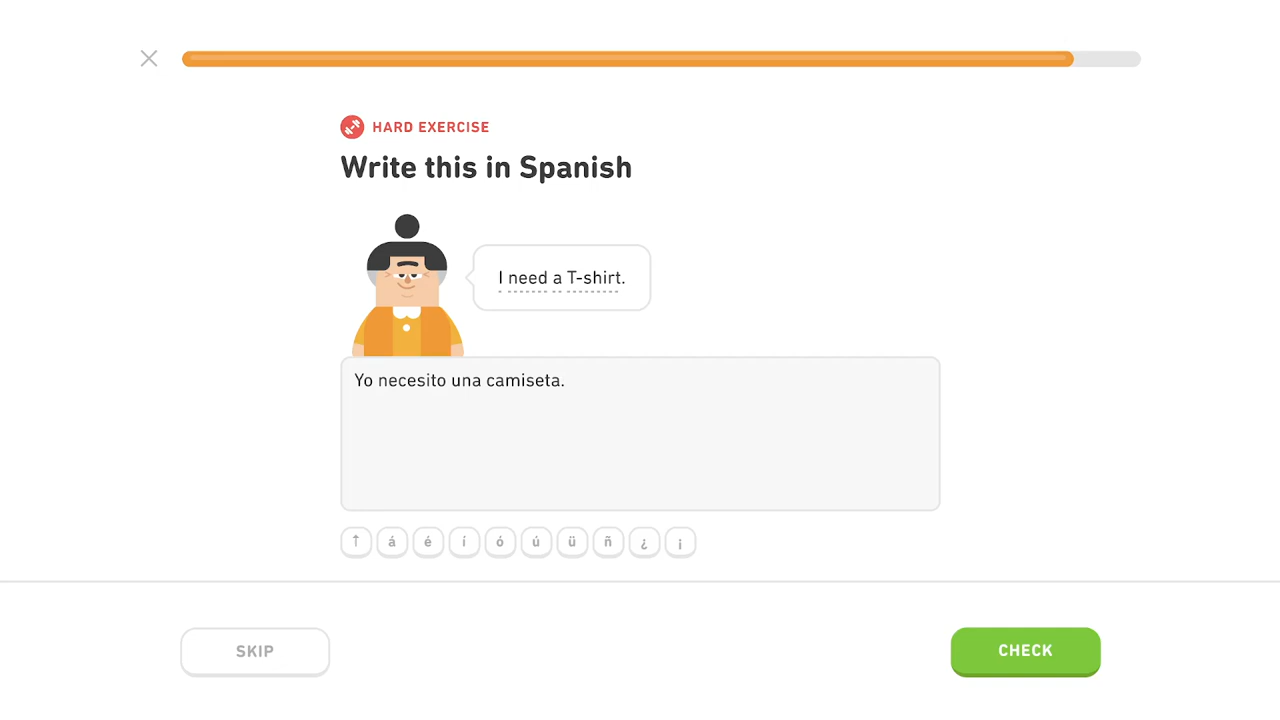 HARD EXERCISE
Write this in Spanish
I need a T-shirt.
Yo necesito una camiseta.
↑ á é í ó ú ü ñ ¿ ¡
SKIP
CHECK